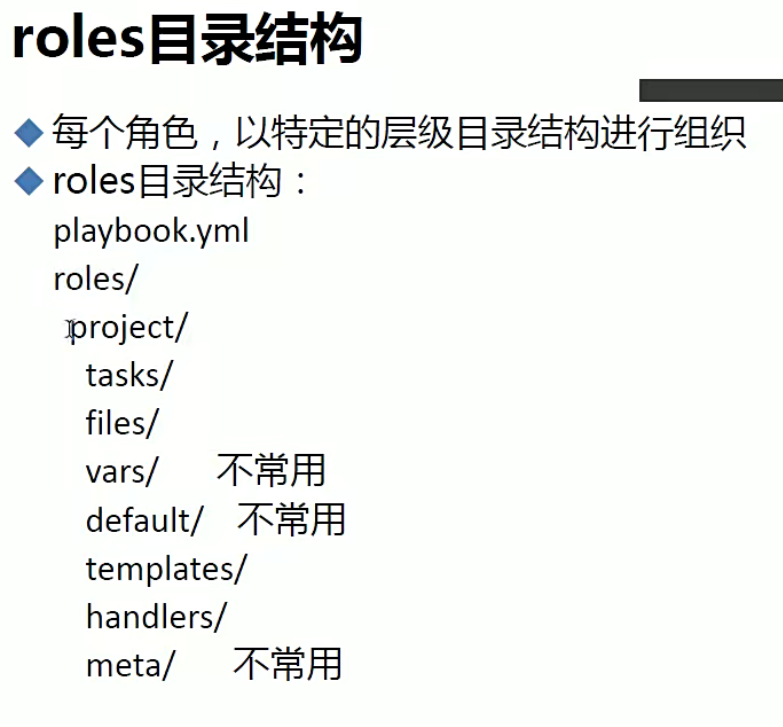 roles目录结构
每个角色，以特定的层级目录结构进行组织
roles目录结构：
playbook.yml
roles/
project/
tasks/
files/
vars/ 不常用
default/ 不常用
templates/
handlers/
meta/ 不常用